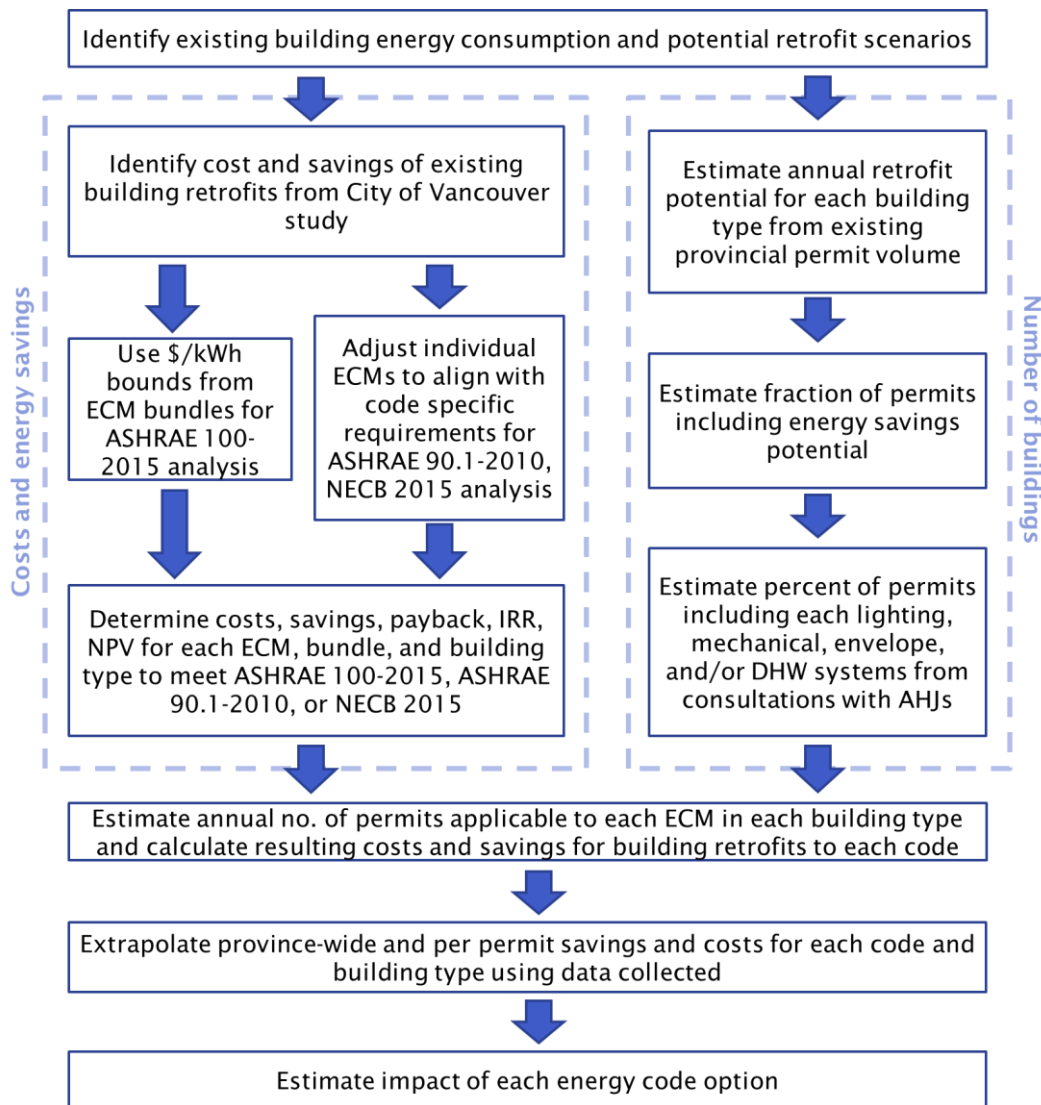 Identify existing building energy consumption and potential retrofit scenarios
Costs and energy savings
Identify cost and savings of existing
building retrofits from City of Vancouver
study
Use $/kWh
bounds from
ECM bundles for
ASHRAE 100-
2015 analysis
Adjust individual
ECMs to align with
code specific
requirements for
ASHRAE 90.1-2010,
NECB 2015 analysis
Determine costs, savings, payback, IRR,
NPV for each ECM, bundle, and building
type to meet ASHRAE 100-2015, ASHRAE
90.1-2010, or NECB 2015
Number of buildings
Estimate annual retrofit
potential for each building
type from existing
provincial permit volume
Estimate fraction of permits
including energy savings
potential
Estimate percent of permits
including each lighting,
mechanical, envelope,
and/or DHW systems from
consultations with AHJs
Estimate annual no. of permits applicable to each ECM in each building type
and calculate resulting costs and savings for building retrofits to each code
Extrapolate province-wide and per permit savings and costs for each code and
building type using data collected
Estimate impact of each energy code option